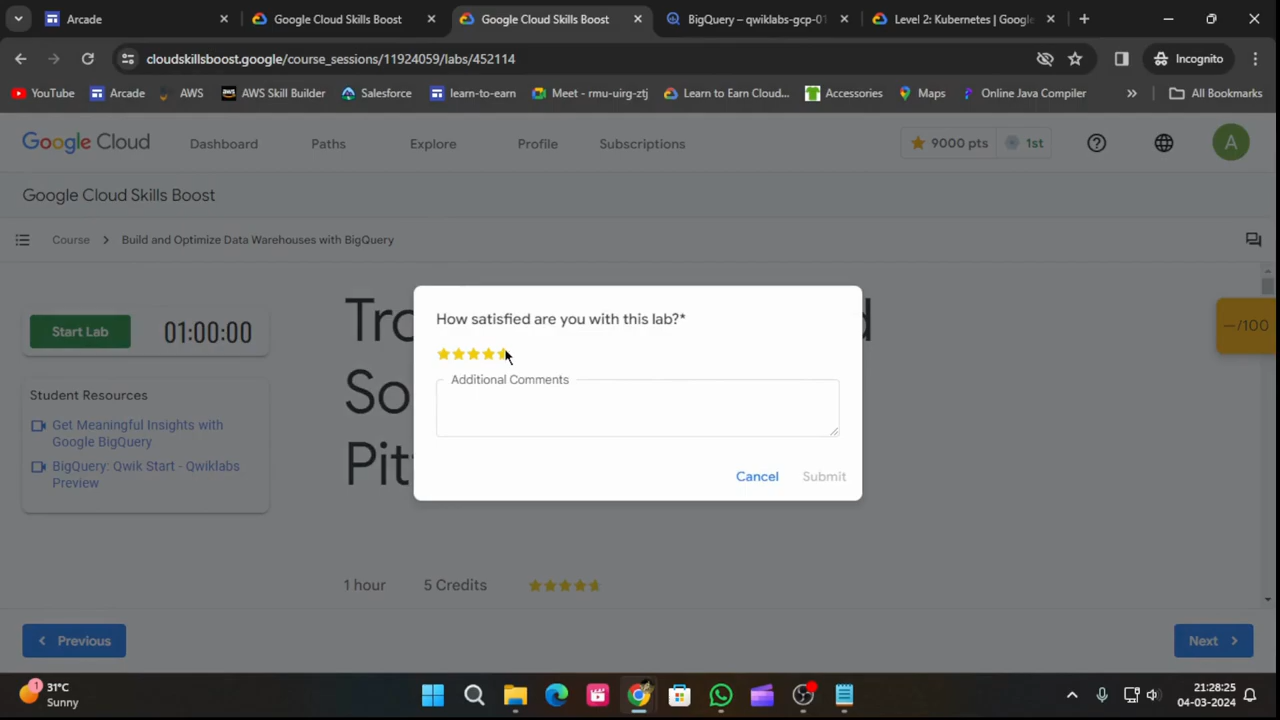 Arcade
Google Cloud Skills Boost
Google Cloud Skills Boost
BigQuery – qwiklabs-gcp-01
Level 2: Kubernetes | Google
cloudskillsboost.google/course_sessions/11924059/labs/452114
Incognito
YouTube
Arcade
AWS
AWS Skill Builder
Salesforce
learn-to-earn
Meet - rmu-uirg-ztj
Learn to Earn Cloud...
Accessories
Maps
Online Java Compiler
All Bookmarks
Google Cloud
Dashboard
Paths
Explore
Profile
Subscriptions
9000 pts
1st
A
Google Cloud Skills Boost
Course
Build and Optimize Data Warehouses with BigQuery
Start Lab
01:00:00
Student Resources
Get Meaningful Insights with
Google BigQuery
BigQuery: Qwik Start - Qwiklabs
Preview
How satisfied are you with this lab?*
Additional Comments
Cancel
Submit
--/100
1 hour
5 Credits
Previous
Next
1
31°C
Sunny
21:28:25
04-03-2024